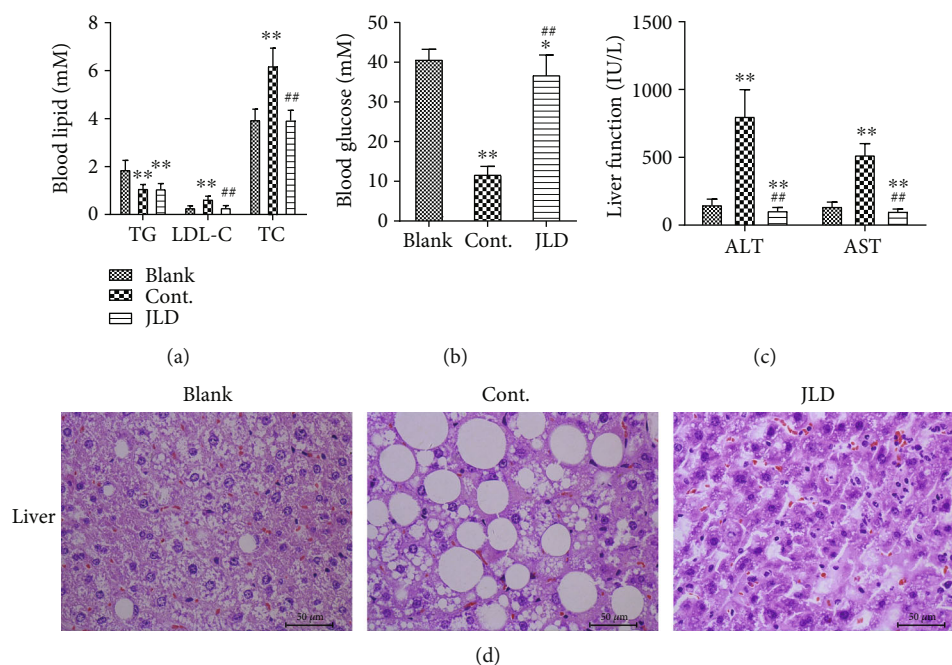 Blood lipid (mM)
8
6
4
2
0
**
**
**
##
**
##
TG LDL-C TC
Blank
Cont.
JLD
(a)
Blood glucose (mM)
50
40
30
20
10
0
**
##
*
Blank Cont. JLD
(b)
Liver function (IU/L)
1500
1000
500
0
**
**
##
**
**
##
ALT AST
(c)
Blank Cont. JLD
Liver
50 μm 50 μm 50 μm
(d)